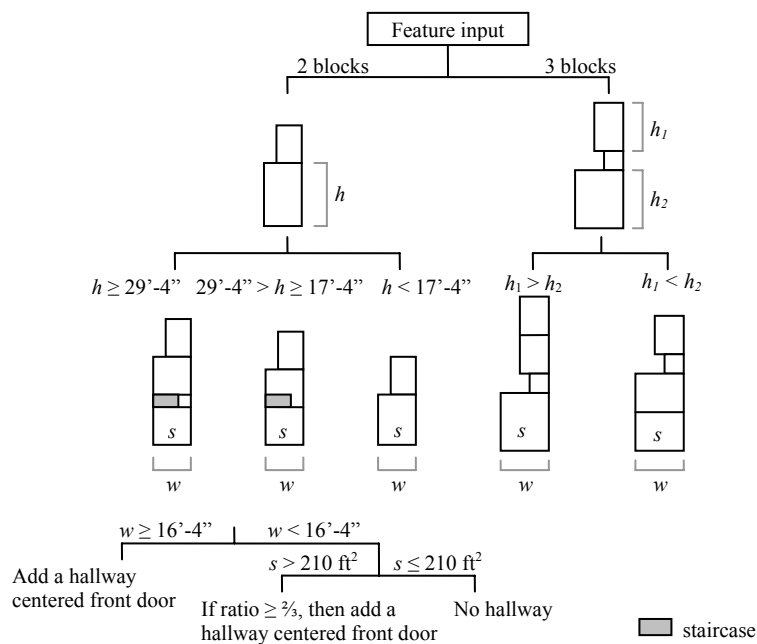 Feature input
2 blocks 3 blocks
h₁
h
h₂
h ≥ 29’-4” 29’-4” > h ≥ 17’-4” h < 17’-4” h₁ > h₂ h₁ < h₂
s s s s s
w w w w w
w ≥ 16’-4” w < 16’-4”
s > 210 ft² s ≤ 210 ft²
Add a hallway
centered front door
If ratio ≥ ⅔, then add a
hallway centered front door
No hallway
staircase